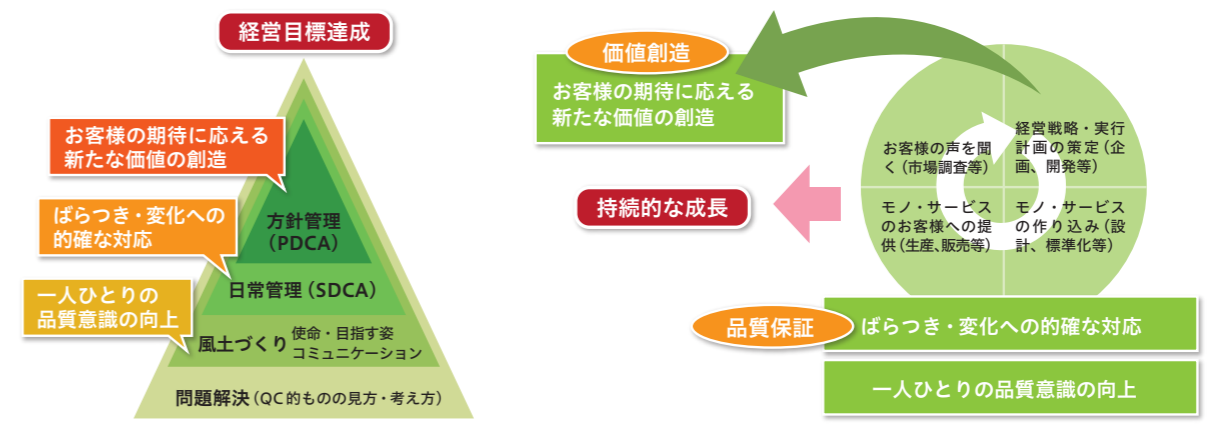 経営目標達成
お客様の期待に応える
新たな価値の創造
ばらつき・変化への
的確な対応
一人ひとりの
品質意識の向上
方針管理
(PDCA)
日常管理(SDCA)
風土づくり 使命・目指す姿
コミュニケーション
問題解決(QC的ものの見方・考え方)
価値創造
お客様の期待に応える
新たな価値の創造
持続的な成長
お客様の声を聞
く(市場調査等)
経営戦略・実行
計画の策定(企
画、開発等)
モノ・サービス
のお客様への提
供(生産、販売等)
モノ・サービス
の作り込み(設
計、標準化等)
品質保証
ばらつき・変化への的確な対応
一人ひとりの品質意識の向上